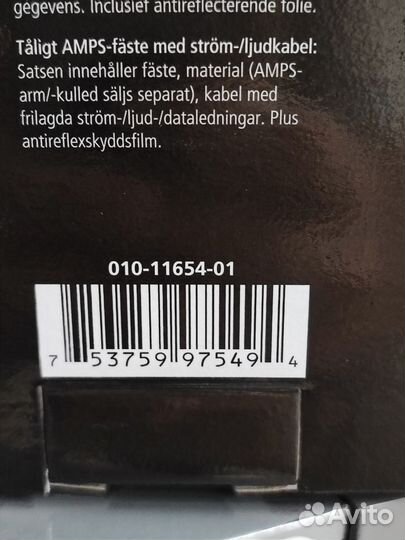 gegevens. Inclusief antireflecterende folie.
Tåligt AMPS-fäste med ström-/ljudkabel:
Satsen innehåller fäste, material (AMPS-
arm/-kulled säljs separat), kabel med
frilagda ström-/ljud-/dataledningar. Plus
antireflexskyddsfilm.
010-11654-01
7 53759 97549 4
Avito